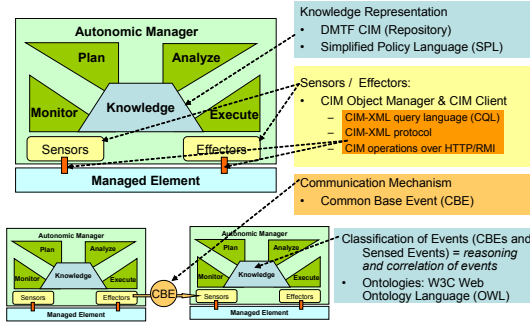 Autonomic Manager
Plan
Analyze
Monitor
Knowledge
Execute
Sensors
Effectors
Managed Element
Knowledge Representation
• DMTF CIM (Repository)
• Simplified Policy Language (SPL)
Sensors / Effectors:
• CIM Object Manager & CIM Client
– CIM-XML query language (CQL)
– CIM-XML protocol
– CIM operations over HTTP/RMI
Communication Mechanism
• Common Base Event (CBE)
Classification of Events (CBEs and
Sensed Events) = reasoning
and correlation of events
• Ontologies: W3C Web
Ontology Language (OWL)
Autonomic Manager
Plan
Analyze
Monitor
Knowledge
Execute
Sensors
Effectors
Managed Element
CBE
Autonomic Manager
Plan
Analyze
Monitor
Knowledge
Execute
Sensors
Effectors
Managed Element